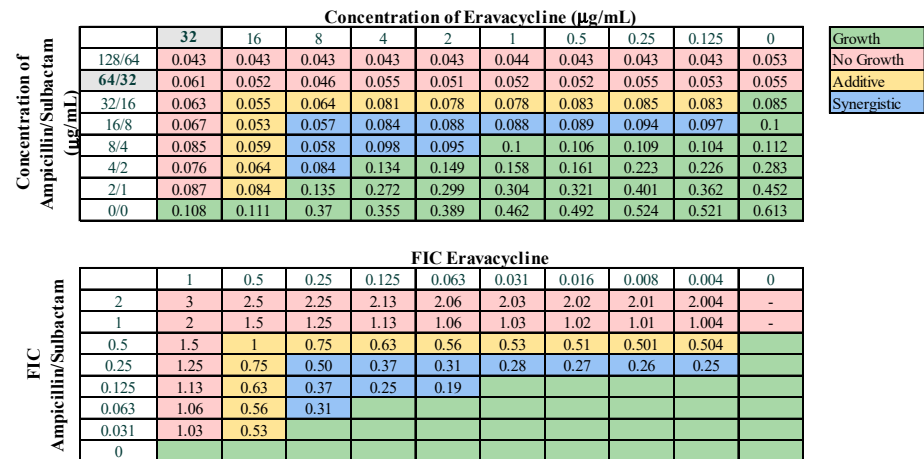 Concentration of Eravacycline (µg/mL)
Concentration of Ampicillin/Sulbactam (µg/mL)
32 16 8 4 2 1 0.5 0.25 0.125 0
128/64 0.043 0.043 0.043 0.043 0.043 0.044 0.043 0.043 0.043 0.053
64/32 0.061 0.052 0.046 0.055 0.051 0.052 0.052 0.055 0.053 0.055
32/16 0.063 0.055 0.064 0.081 0.078 0.078 0.083 0.085 0.083 0.085
16/8 0.067 0.053 0.057 0.084 0.088 0.088 0.089 0.094 0.097 0.1
8/4 0.085 0.059 0.058 0.098 0.095 0.1 0.106 0.109 0.104 0.112
4/2 0.076 0.064 0.084 0.134 0.149 0.158 0.161 0.223 0.226 0.283
2/1 0.087 0.084 0.135 0.272 0.299 0.304 0.321 0.401 0.362 0.452
0/0 0.108 0.111 0.37 0.355 0.389 0.462 0.492 0.524 0.521 0.613
Growth
No Growth
Additive
Synergistic
FIC Eravacycline
FIC
Ampicillin/Sulbactam
1 0.5 0.25 0.125 0.063 0.031 0.016 0.008 0.004 0
2 3 2.5 2.25 2.13 2.06 2.03 2.02 2.01 2.004 -
1 2 1.5 1.25 1.13 1.06 1.03 1.02 1.01 1.004 -
0.5 1.5 1 0.75 0.63 0.56 0.53 0.51 0.501 0.504
0.25 1.25 0.75 0.50 0.37 0.31 0.28 0.27 0.26 0.25
0.125 1.13 0.63 0.37 0.25 0.19
0.063 1.06 0.56 0.31
0.031 1.03 0.53
0